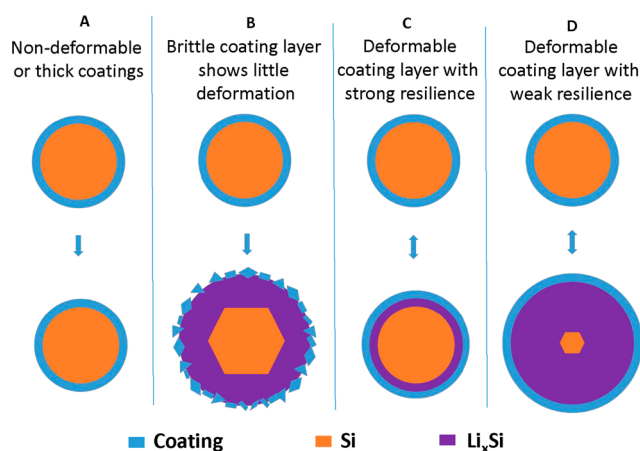 A
Non-deformable
or thick coatings
B
Brittle coating layer
shows little
deformation
C
Deformable
coating layer with
strong resilience
D
Deformable
coating layer with
weak resilience
Coating
Si
LiₓSi